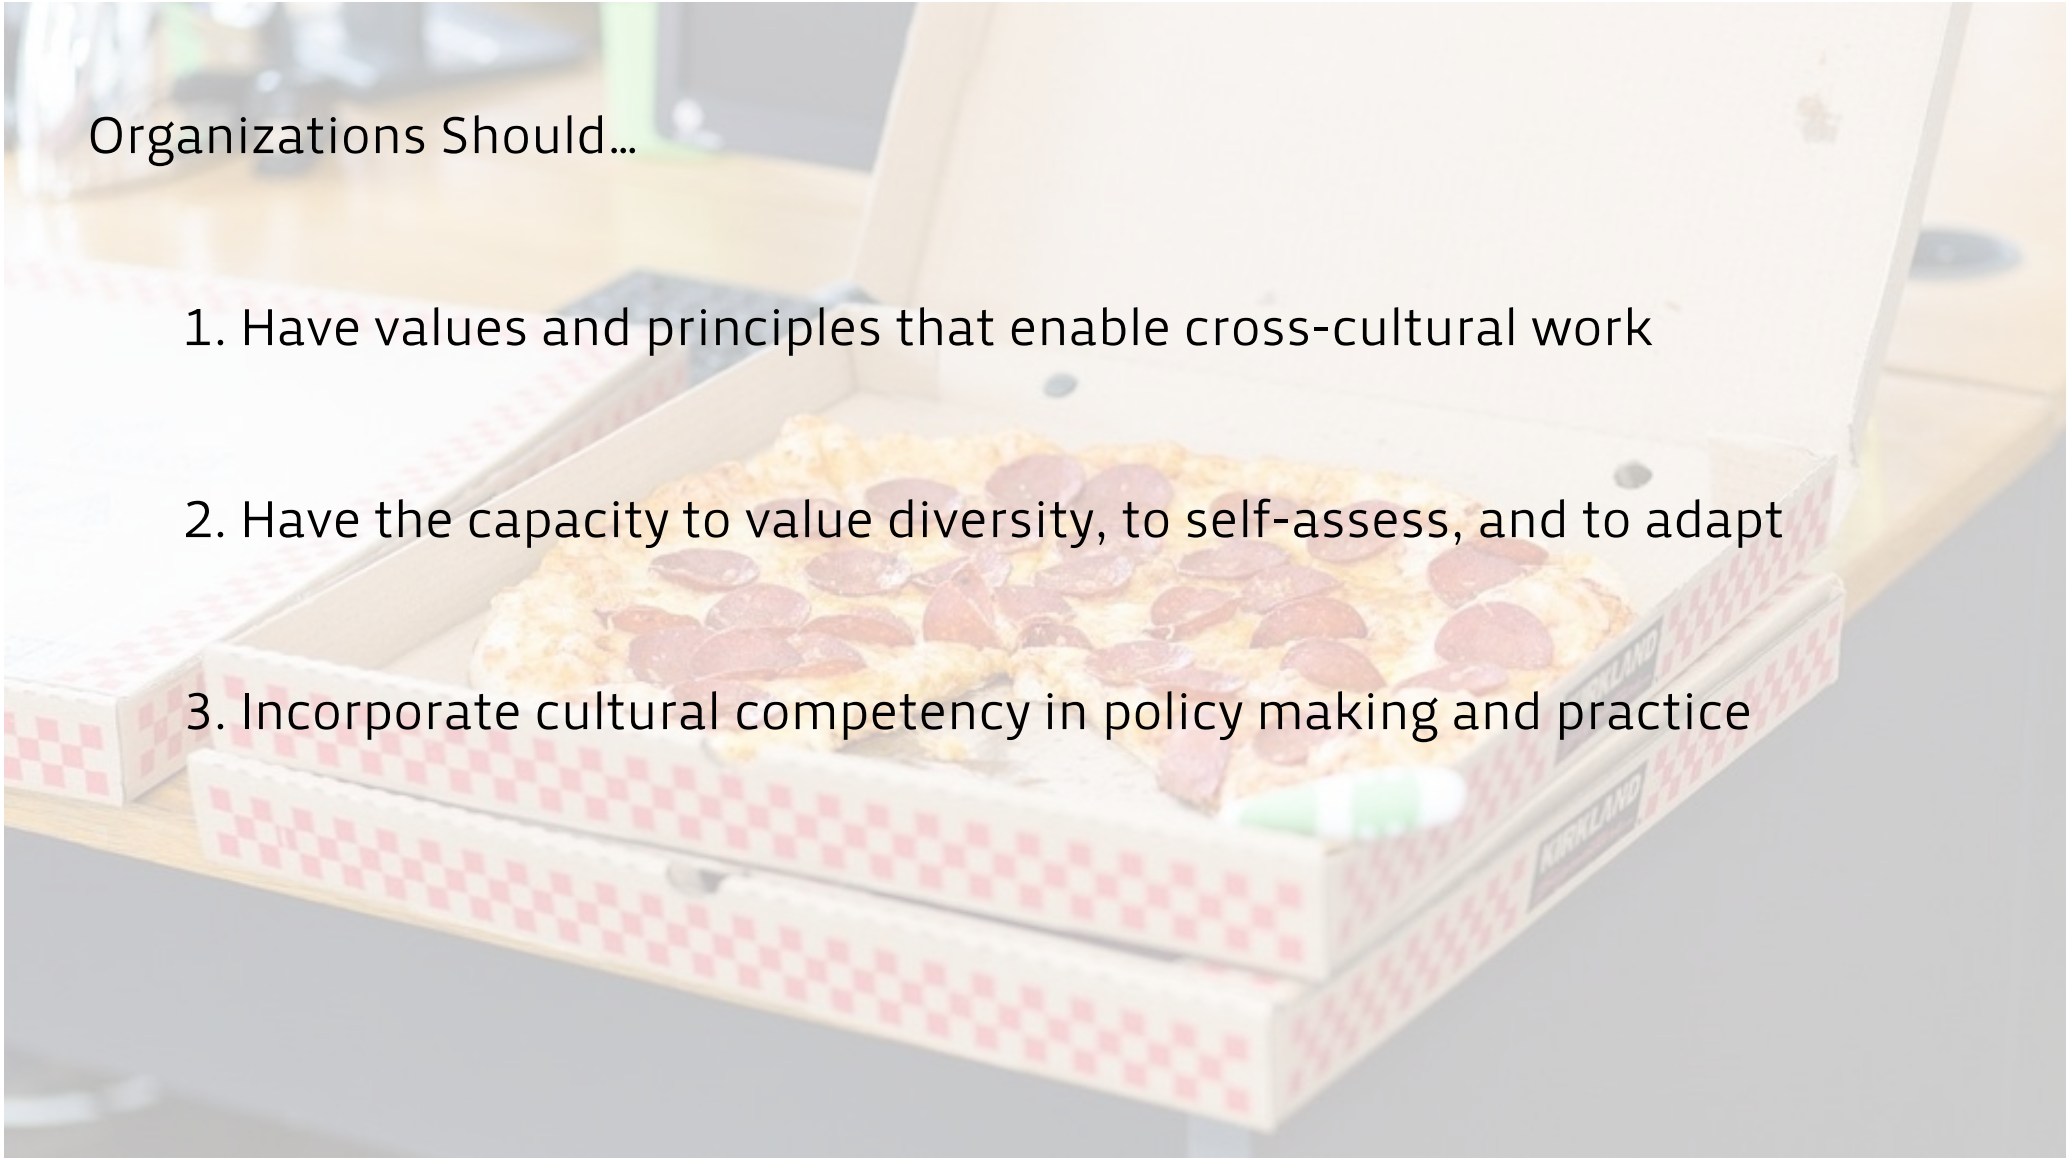 Organizations Should…
1. Have values and principles that enable cross-cultural work
2. Have the capacity to value diversity, to self-assess, and to adapt
3. Incorporate cultural competency in policy making and practice
KIRKLAND
KIRKLAND